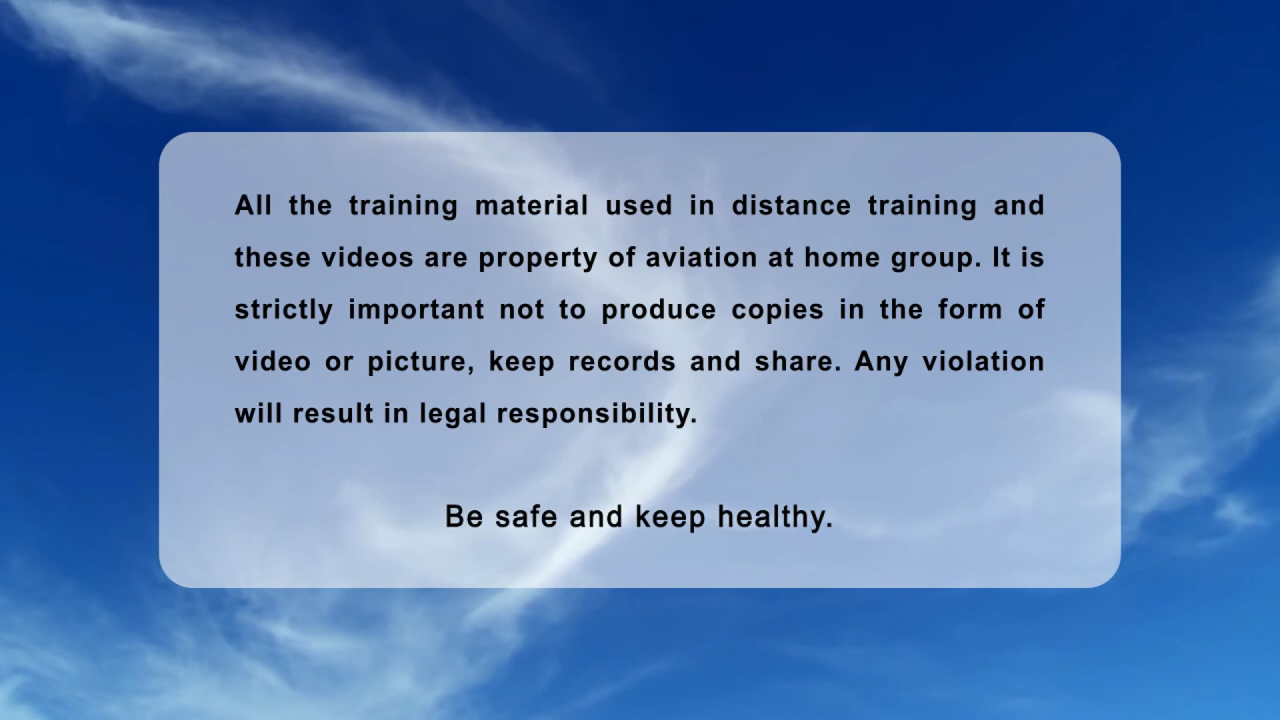 All the training material used in distance training and
these videos are property of aviation at home group. It is
strictly important not to produce copies in the form of
video or picture, keep records and share. Any violation
will result in legal responsibility.
Be safe and keep healthy.